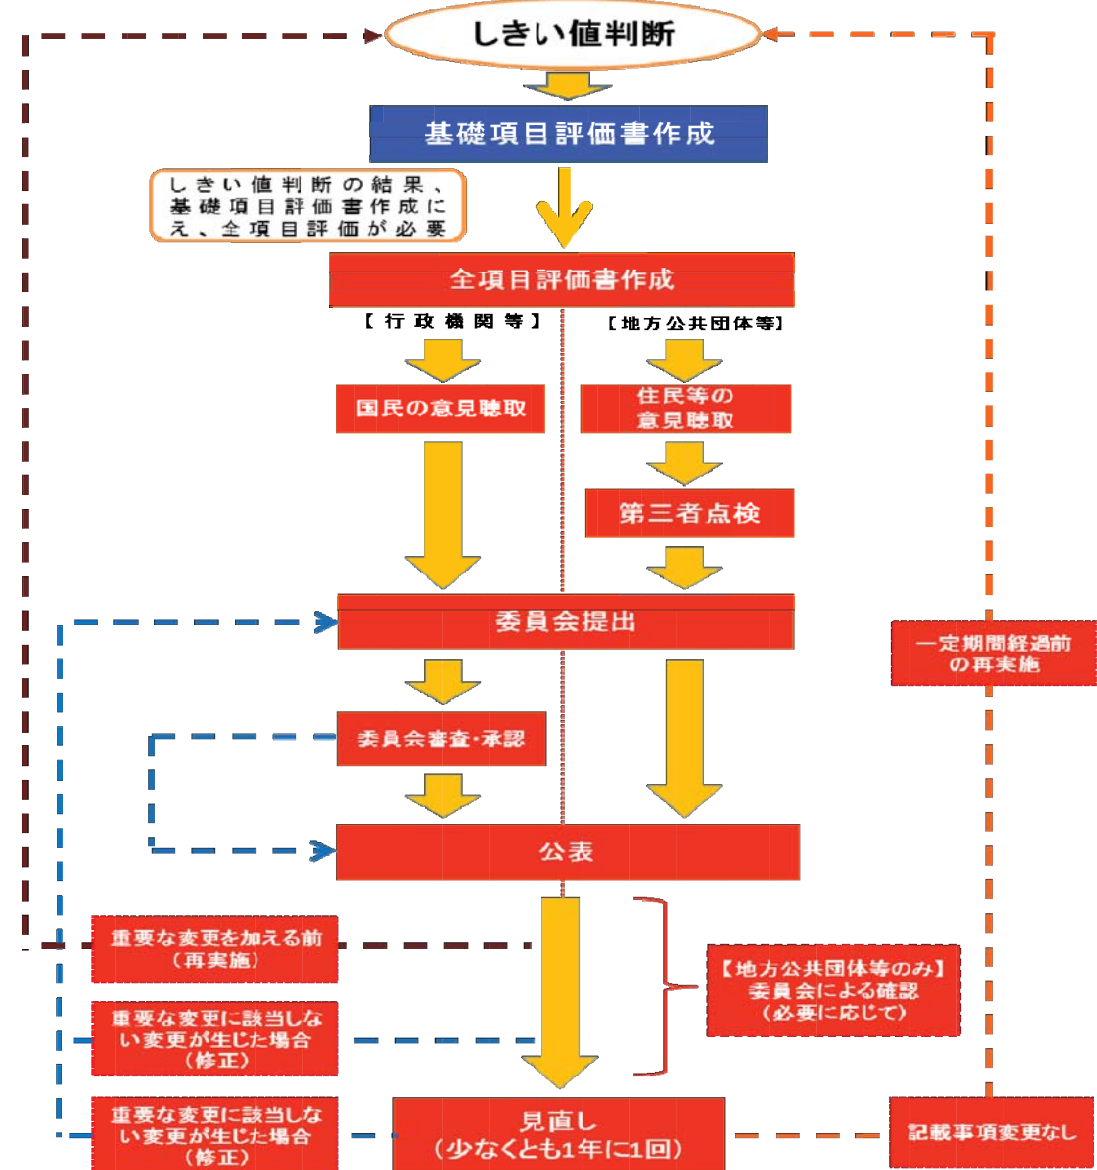 しきい値判断
基礎項目評価書作成
しきい値判断の結果、
基礎項目評価書作成に
え、全項目評価が必要
全項目評価書作成
【行政機関等】
【地方公共団体等】
国民の意見聴取
住民等の
意見聴取
第三者点検
委員会提出
一定期間経過前
の再実施
委員会審査・承認
公表
重要な変更を加える前
（再実施）
【地方公共団体等のみ】
委員会による確認
（必要に応じて）
重要な変更に該当しな
い変更が生じた場合
（修正）
重要な変更に該当しな
い変更が生じた場合
（修正）
見直し
（少なくとも1年に1回）
記載事項変更なし